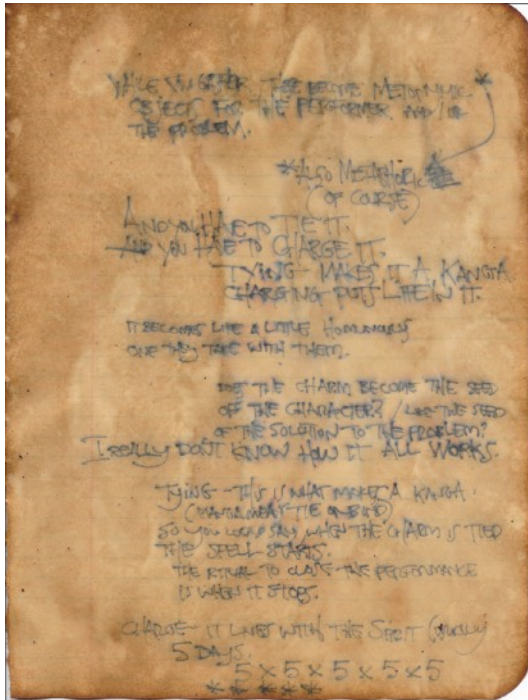 THE BECOME METONYMIC *
OBJECTS FOR THE PERFORMER AND/OR
THE PROBLEM.
*ALSO METAPHORIC
(OF COURSE)
AND YOU HAVE TO TIE IT.
AND YOU HAVE TO CHARGE IT.
TYING MAKES IT A KANGA.
CHARGING PUTS LIFE IN IT.
IT BECOMES LIKE A LITTLE HOMUNCULUS
ONE THEY TAKE WITH THEM.
DOES THE CHARM BECOME THE SEED
OF THE CHARACTER? / LIKE THE SEED
OF THE SOLUTION TO THE PROBLEM?
I REALLY DON'T KNOW HOW IT ALL WORKS.
TYING - THIS IS WHAT MAKES A KANGA.
TIE OR BIND)
SO YOU COULD SAY WHEN THE CHARM IS TIED
THE SPELL STARTS.
THE RITUAL TO CLOSE THE PERFORMANCE
IS WHEN IT STOPS.
CHARGE - IT LIVES WITH THE SPIRIT (USUALLY
5 DAYS.
5 x 5 x 5 x 5 x 5
* * * * *